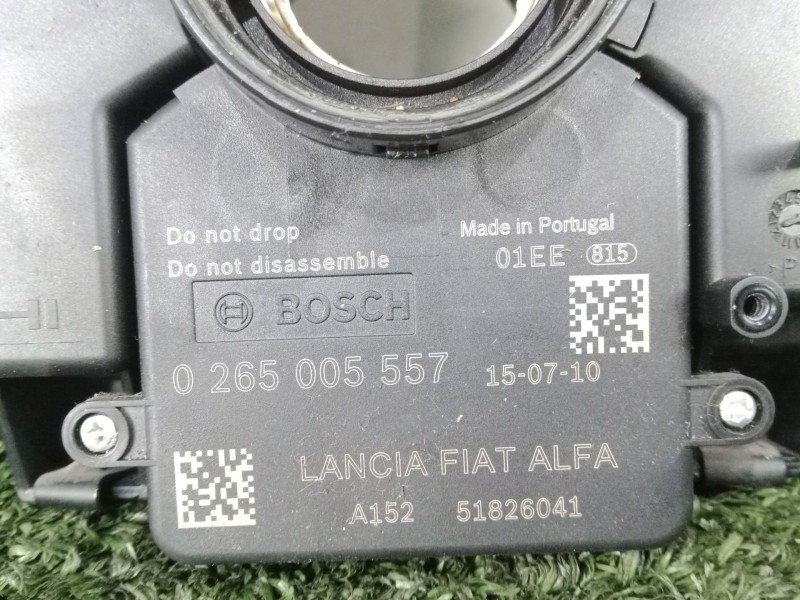 Do not drop
Made in Portugal
Do not disassemble
01EE 815
BOSCH
0 265 005 557
15-07-10
LANCIA FIAT ALFA
A152 51826041